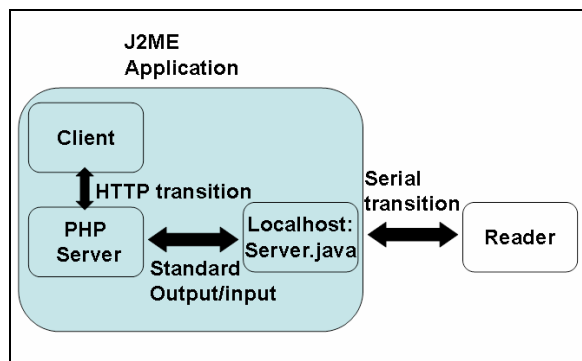 J2ME
Application
Client
HTTP transition
PHP
Server
Standard
Output/input
Localhost:
Server.java
Serial
transition
Reader